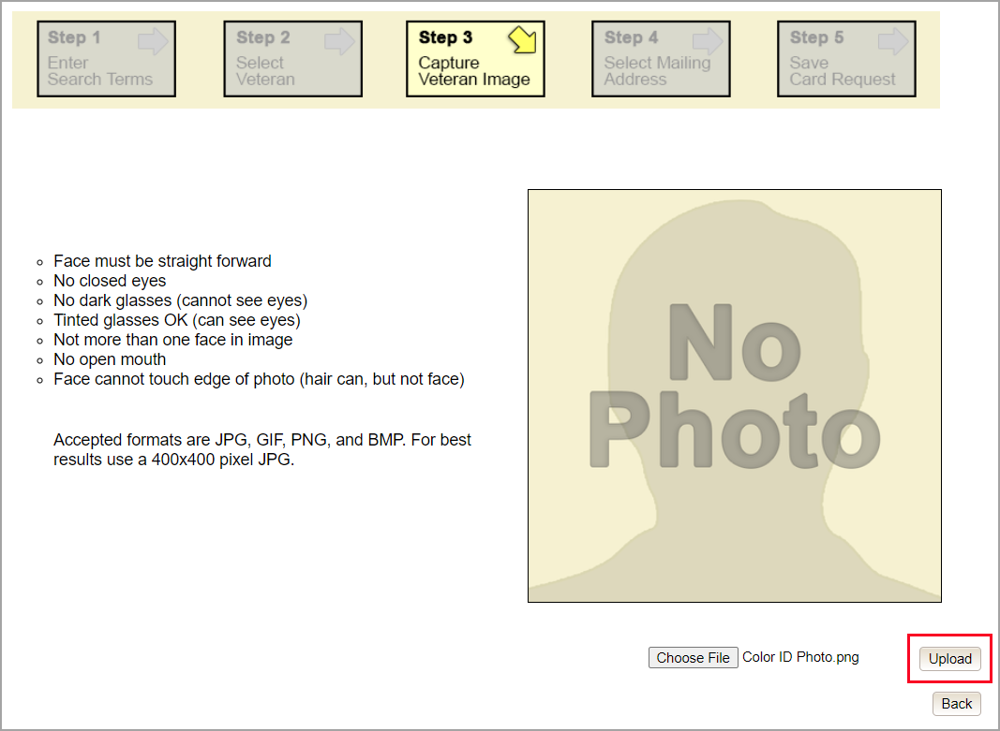 Step 1
Enter
Search Terms
Step 2
Select
Veteran
Step 3
Capture
Veteran Image
Step 4
Select Mailing
Address
Step 5
Save
Card Request
Face must be straight forward
No closed eyes
No dark glasses (cannot see eyes)
Tinted glasses OK (can see eyes)
Not more than one face in image
No open mouth
Face cannot touch edge of photo (hair can, but not face)
Accepted formats are JPG, GIF, PNG, and BMP. For best
results use a 400x400 pixel JPG.
No
Photo
Choose File Color ID Photo.png
Upload
Back